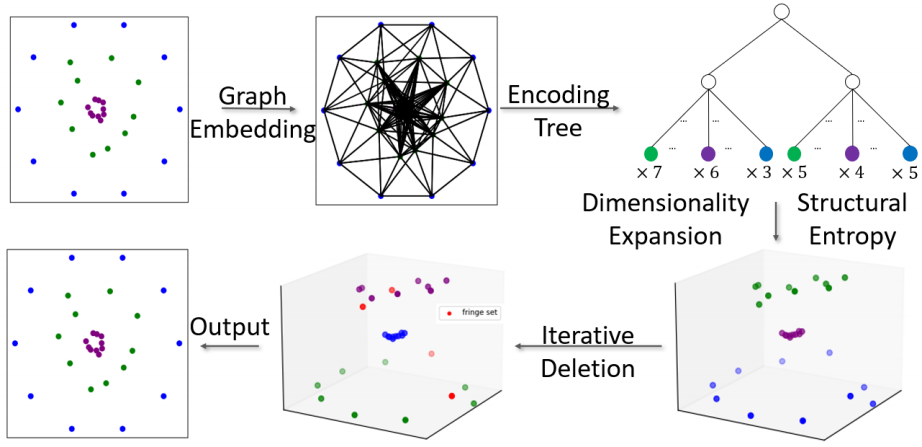 Graph
Embedding
Encoding
Tree
...
...
...
...
...
...
...
...
×7
×6
×3
×5
×4
×5
Dimensionality
Expansion
Structural
Entropy
Output
fringe set
Iterative
Deletion